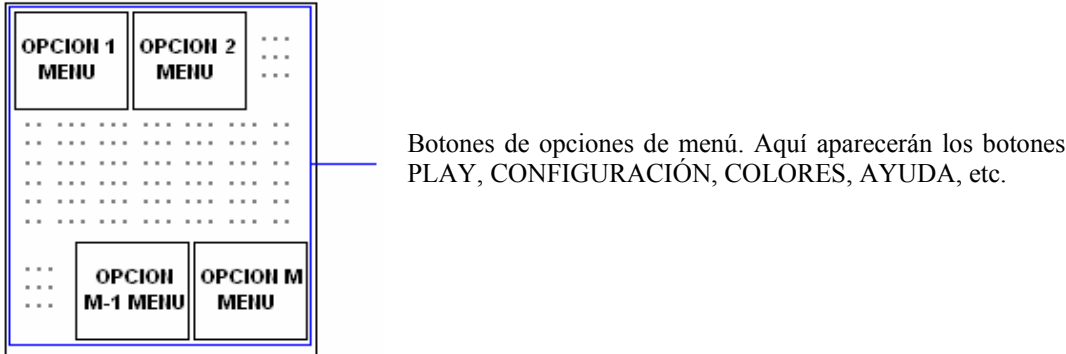 OPCION 1
MENU
OPCION 2
MENU
Botones de opciones de menú. Aquí aparecerán los botones
PLAY, CONFIGURACIÓN, COLORES, AYUDA, etc.
OPCION
M-1 MENU
OPCION M
MENU